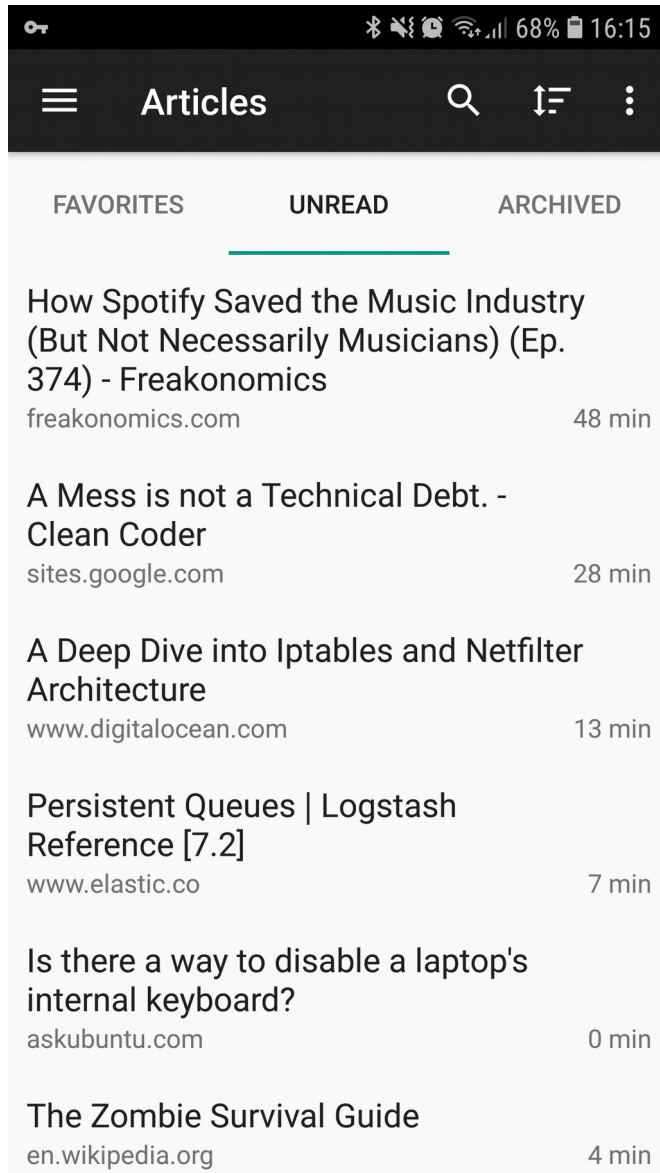 68% 16:15
Articles
FAVORITES UNREAD ARCHIVED
How Spotify Saved the Music Industry
(But Not Necessarily Musicians) (Ep.
374) - Freakonomics
freakonomics.com 48 min
A Mess is not a Technical Debt. -
Clean Coder
sites.google.com 28 min
A Deep Dive into Iptables and Netfilter
Architecture
www.digitalocean.com 13 min
Persistent Queues | Logstash
Reference [7.2]
www.elastic.co 7 min
Is there a way to disable a laptop's
internal keyboard?
askubuntu.com 0 min
The Zombie Survival Guide
en.wikipedia.org 4 min